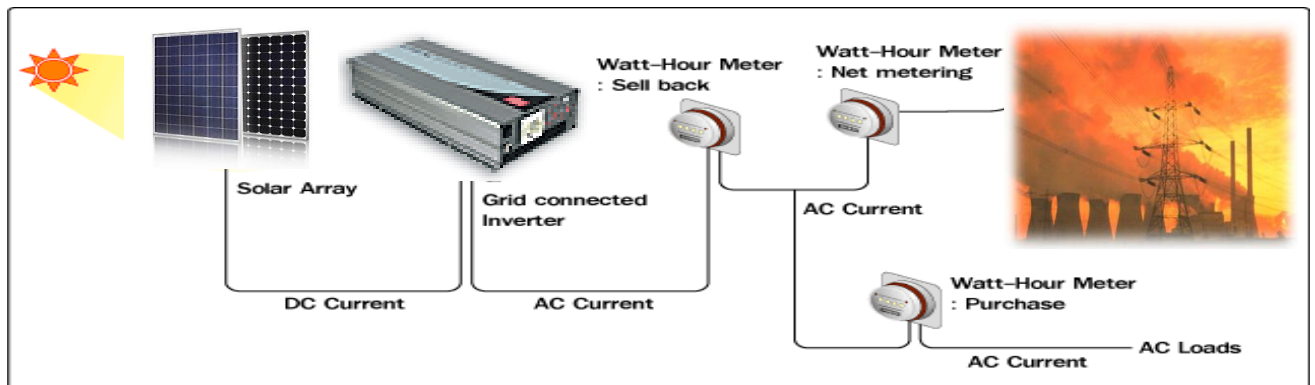 Watt-Hour Meter
: Sell back
Watt-Hour Meter
: Net metering
Solar Array
Grid connected
Inverter
AC Current
DC Current
AC Current
Watt-Hour Meter
: Purchase
AC Current
AC Loads